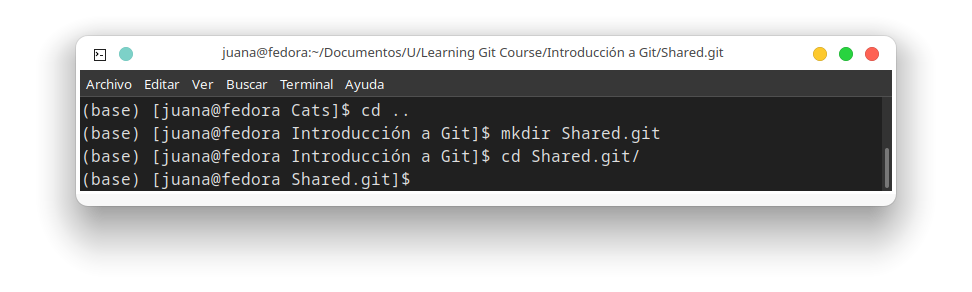 juana@fedora:~/Documentos/U/Learning Git Course/Introducción a Git/Shared.git
Archivo Editar Ver Buscar Terminal Ayuda
(base) [juana@fedora Cats]$ cd ..
(base) [juana@fedora Introducción a Git]$ mkdir Shared.git
(base) [juana@fedora Introducción a Git]$ cd Shared.git/
(base) [juana@fedora Shared.git]$